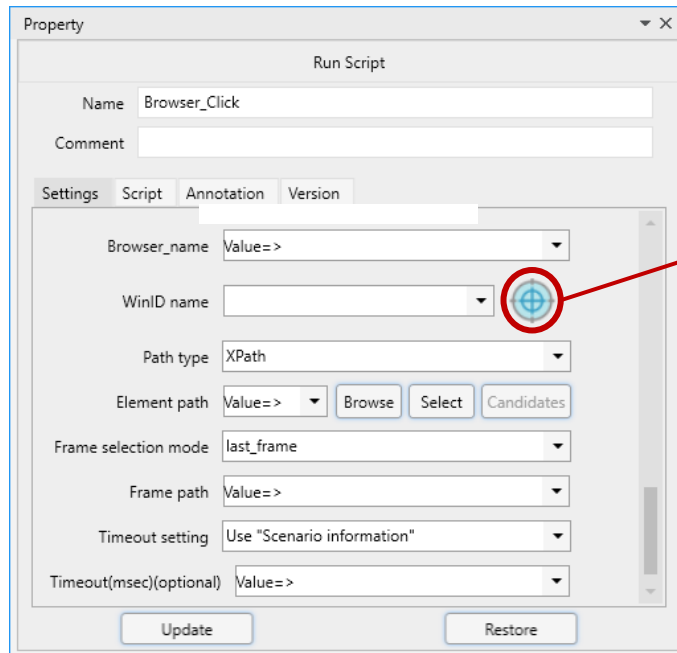 Property
Run Script
Name Browser_Click
Comment
Settings Script Annotation Version
Browser_name Value=>
WinID name
Path type XPath
Element path Value=> Browse Select Candidates
Frame selection mode last_frame
Frame path Value=>
Timeout setting Use "Scenario information"
Timeout(msec)(optional) Value=>
Update Restore